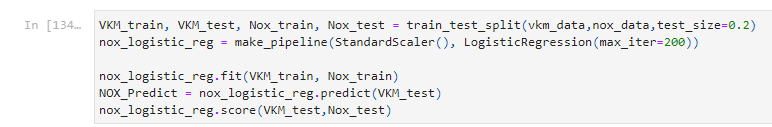 In [134…
VKM_train, VKM_test, Nox_train, Nox_test = train_test_split(vkm_data,nox_data,test_size=0.2)
nox_logistic_reg = make_pipeline(StandardScaler(), LogisticRegression(max_iter=200))
nox_logistic_reg.fit(VKM_train, Nox_train)
NOX_Predict = nox_logistic_reg.predict(VKM_test)
nox_logistic_reg.score(VKM_test,Nox_test)